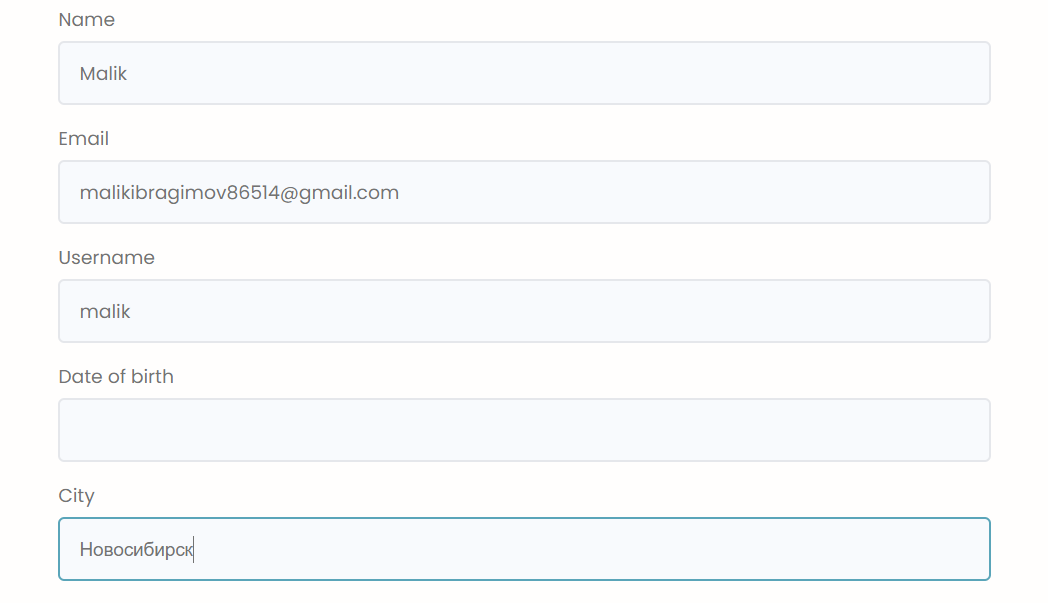 Name
Malik
Email
malikibragimov86514@gmail.com
Username
malik
Date of birth
City
Новосибирск